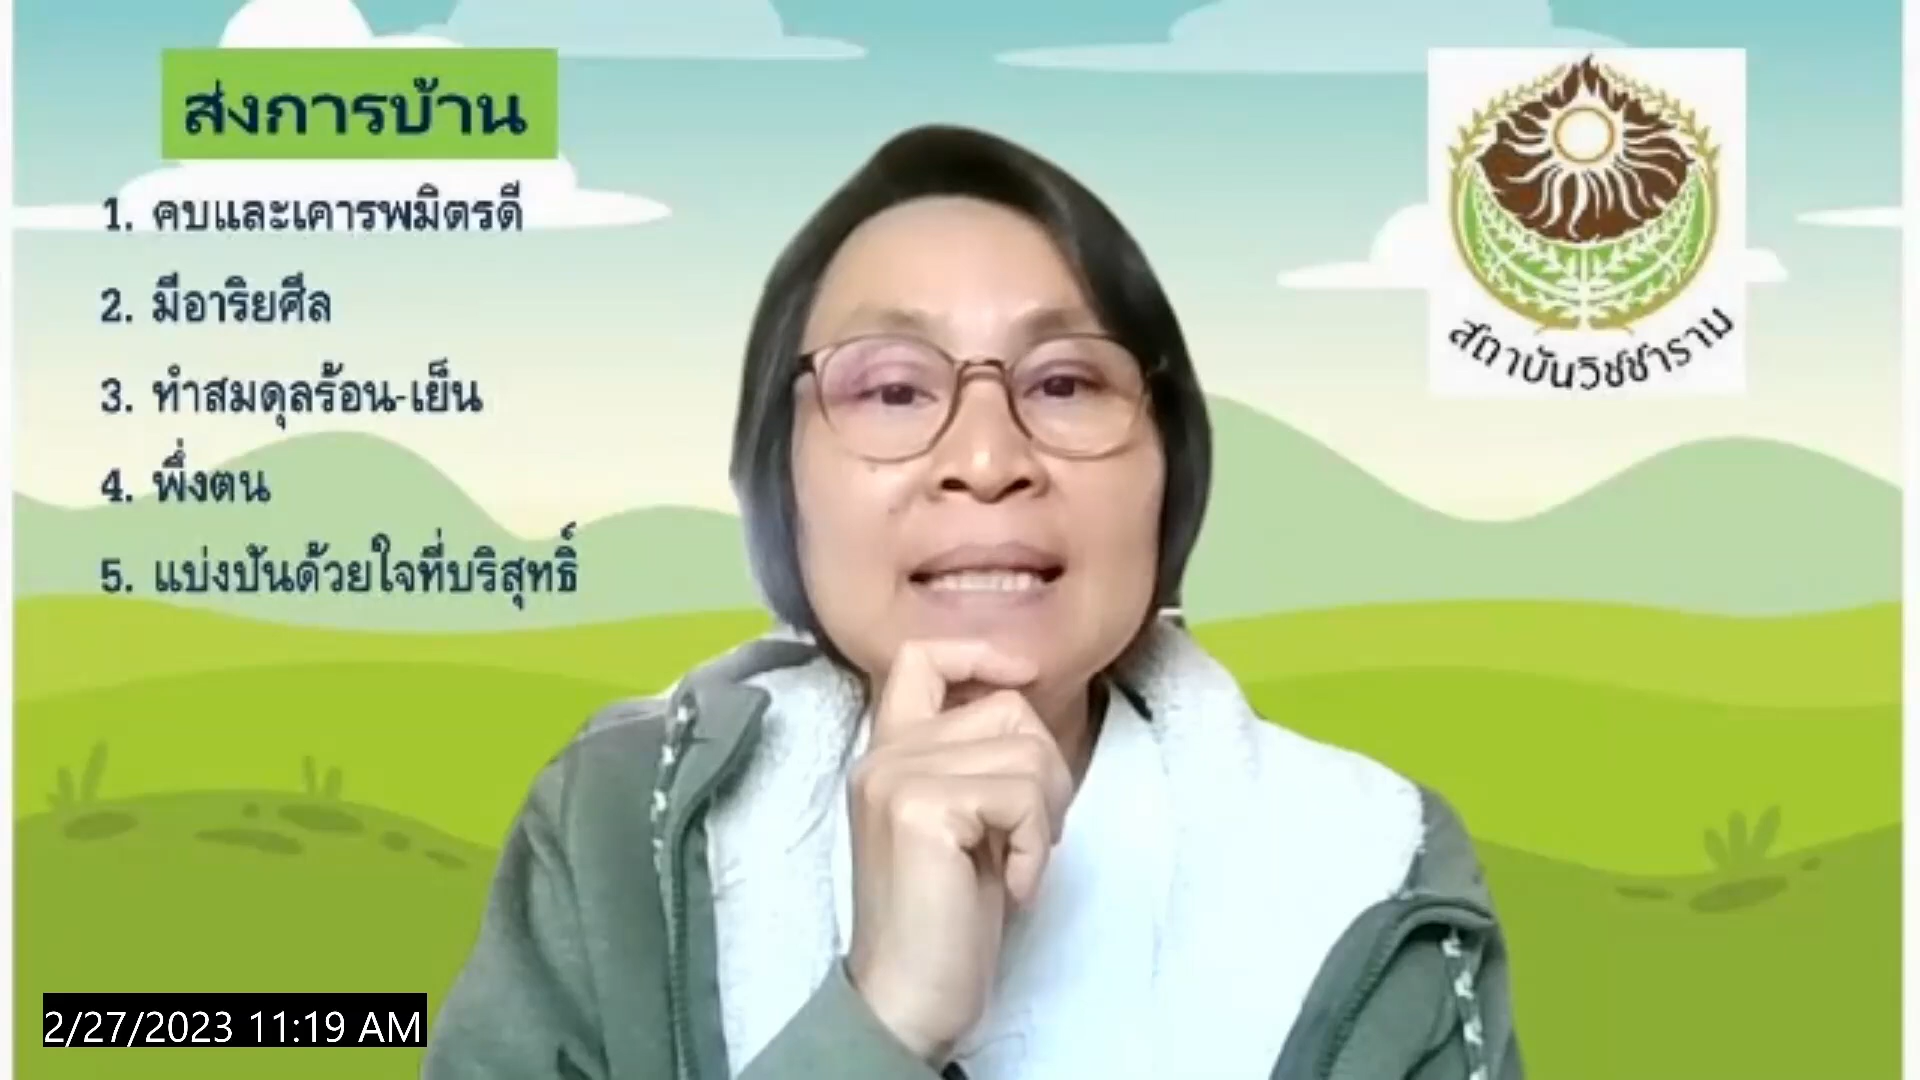 ส่งการบ้าน
1. คบและเคารพมิตรดี
2. มีอาริยศีล
3. ทำสมดุลร้อน-เย็น
4. พึ่งตน
5. แบ่งปันด้วยใจที่บริสุทธิ์
สถาบันวิชชาราม
2/27/2023 11:19 AM